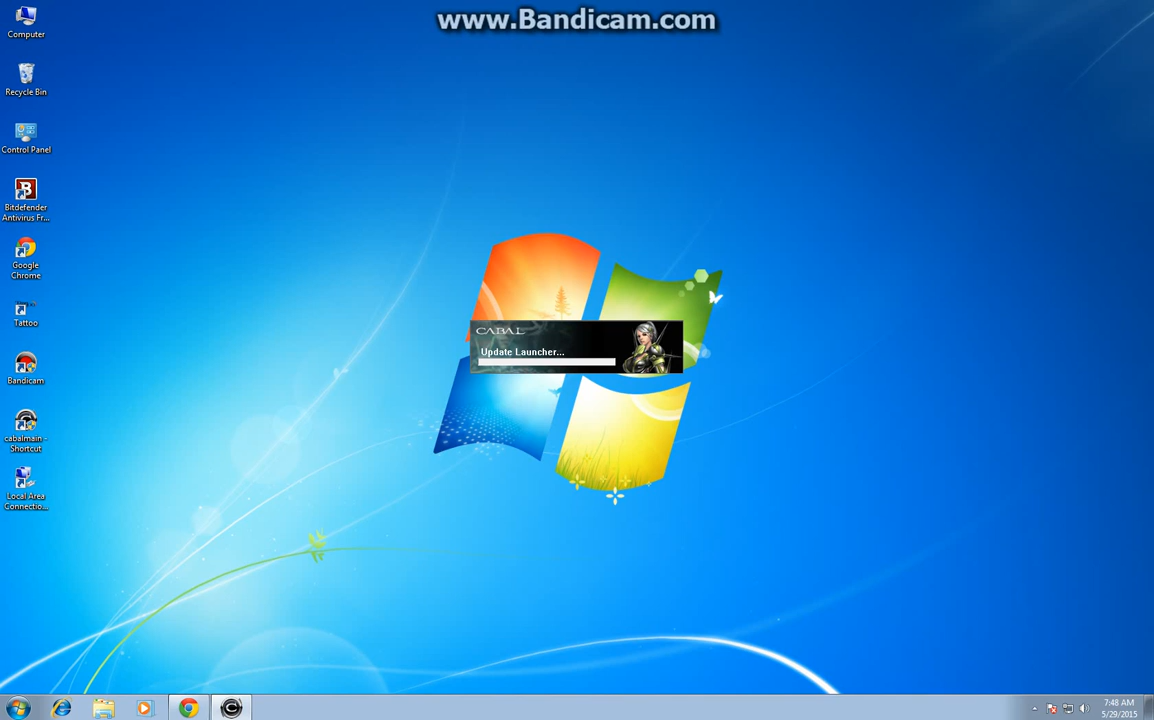 www.Bandicam.com
Computer
Recycle Bin
Control Panel
Bitdefender
Antivirus Fr...
Google
Chrome
Tattoo
Bandicam
cabalmain -
Shortcut
Local Area
Connectio...
CABAL
Update Launcher...
7:48 AM
5/29/2015